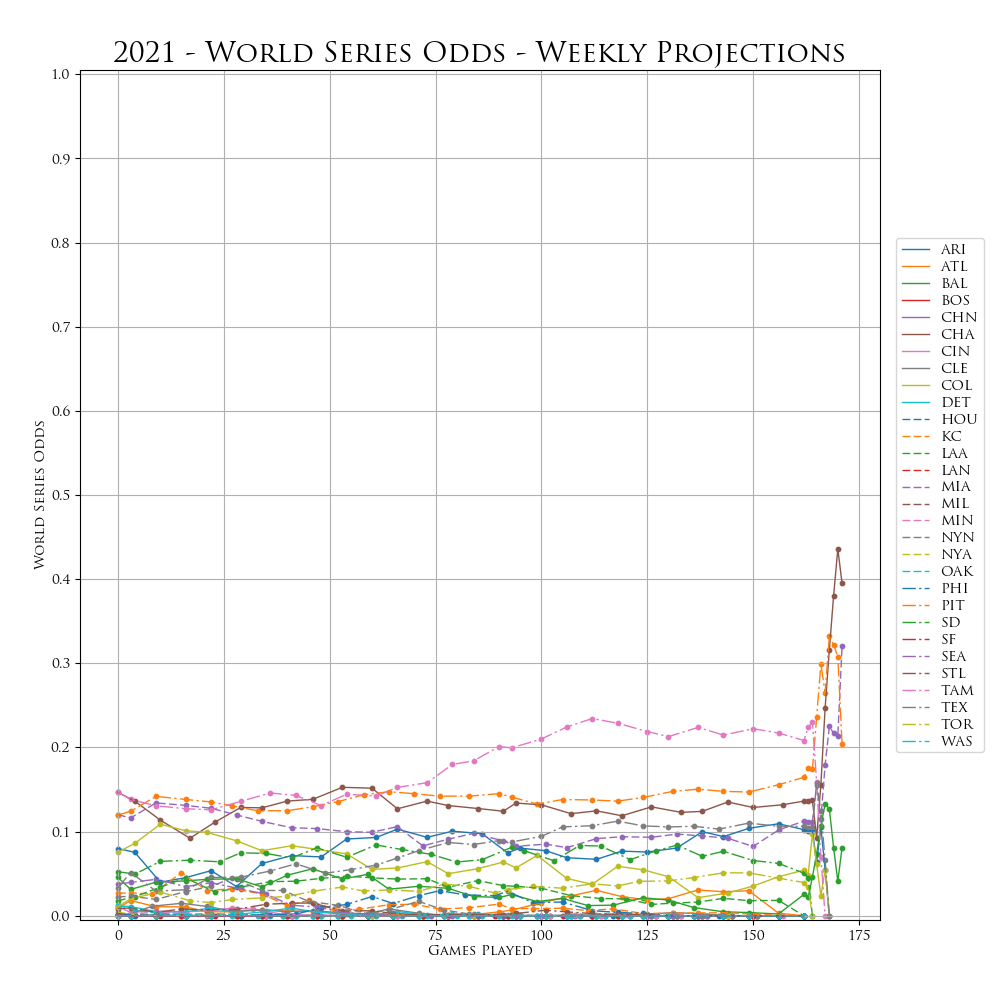 2021 - World Series Odds - Weekly Projections
1.0
0.9
0.8
0.7
0.6
0.5
0.4
0.3
0.2
0.1
0.0
World Series Odds
0 25 50 75 100 125 150 175
Games Played
ARI
ATL
BAL
BOS
CHN
CHA
CIN
CLE
COL
DET
HOU
KC
LAA
LAN
MIA
MIL
MIN
NYN
NYA
OAK
PHI
PIT
SD
SF
SEA
STL
TAM
TEX
TOR
WAS